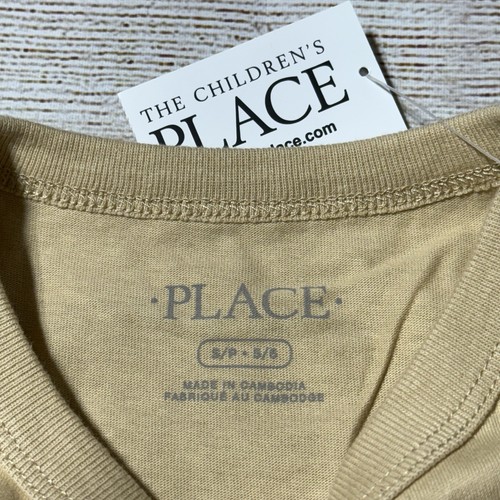 THE CHILDREN'S
PLACE
lace.com
·PLACE·
S/P • 5/6
MADE IN CAMBODIA
FABRIQUÉ AU CAMBODGE